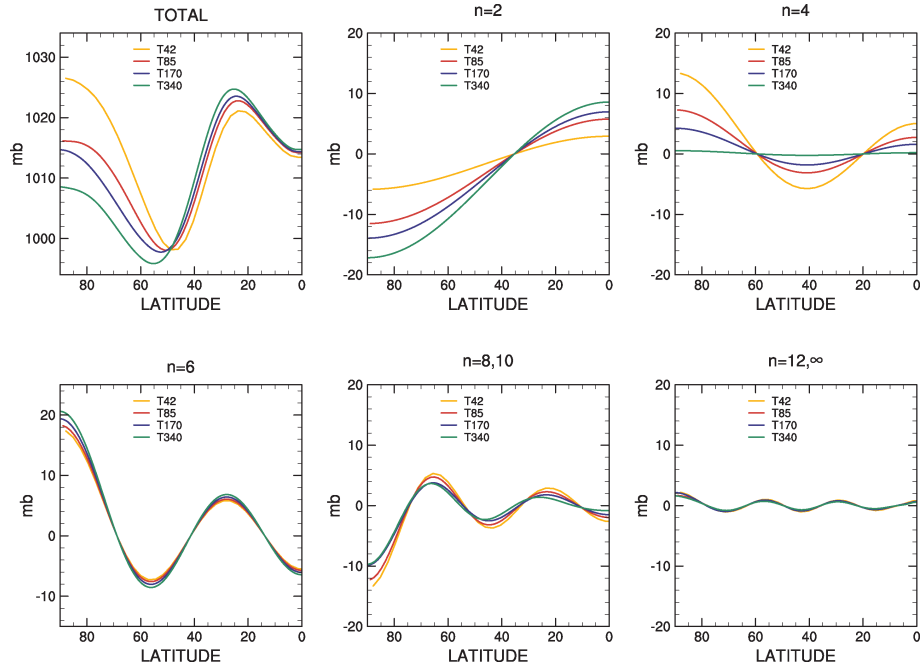 TOTAL
T42
T85
T170
T340
1030
1020
1010
1000
mb
80 60 40 20 0
LATITUDE
n=2
T42
T85
T170
T340
20
10
0
-10
-20
mb
80 60 40 20 0
LATITUDE
n=4
T42
T85
T170
T340
20
10
0
-10
-20
mb
80 60 40 20 0
LATITUDE
n=6
T42
T85
T170
T340
20
10
0
-10
mb
80 60 40 20 0
LATITUDE
n=8,10
T42
T85
T170
T340
20
10
0
-10
-20
mb
80 60 40 20 0
LATITUDE
n=12,∞
T42
T85
T170
T340
20
10
0
-10
-20
mb
80 60 40 20 0
LATITUDE